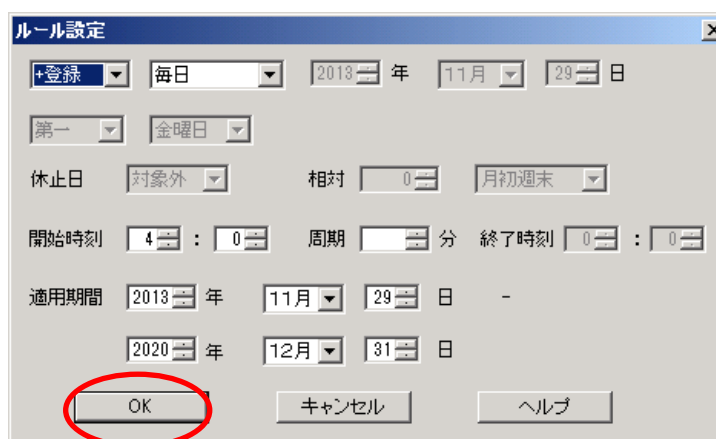 ルール設定
+登録 毎日 2013 年 11月 29 日
第一 金曜日
休止日 対象外 相対 0 月初週末
開始時刻 4 : 0 周期 分 終了時刻 0 : 0
適用期間 2013 年 11月 29 日 -
2020 年 12月 31 日
OK キャンセル ヘルプ